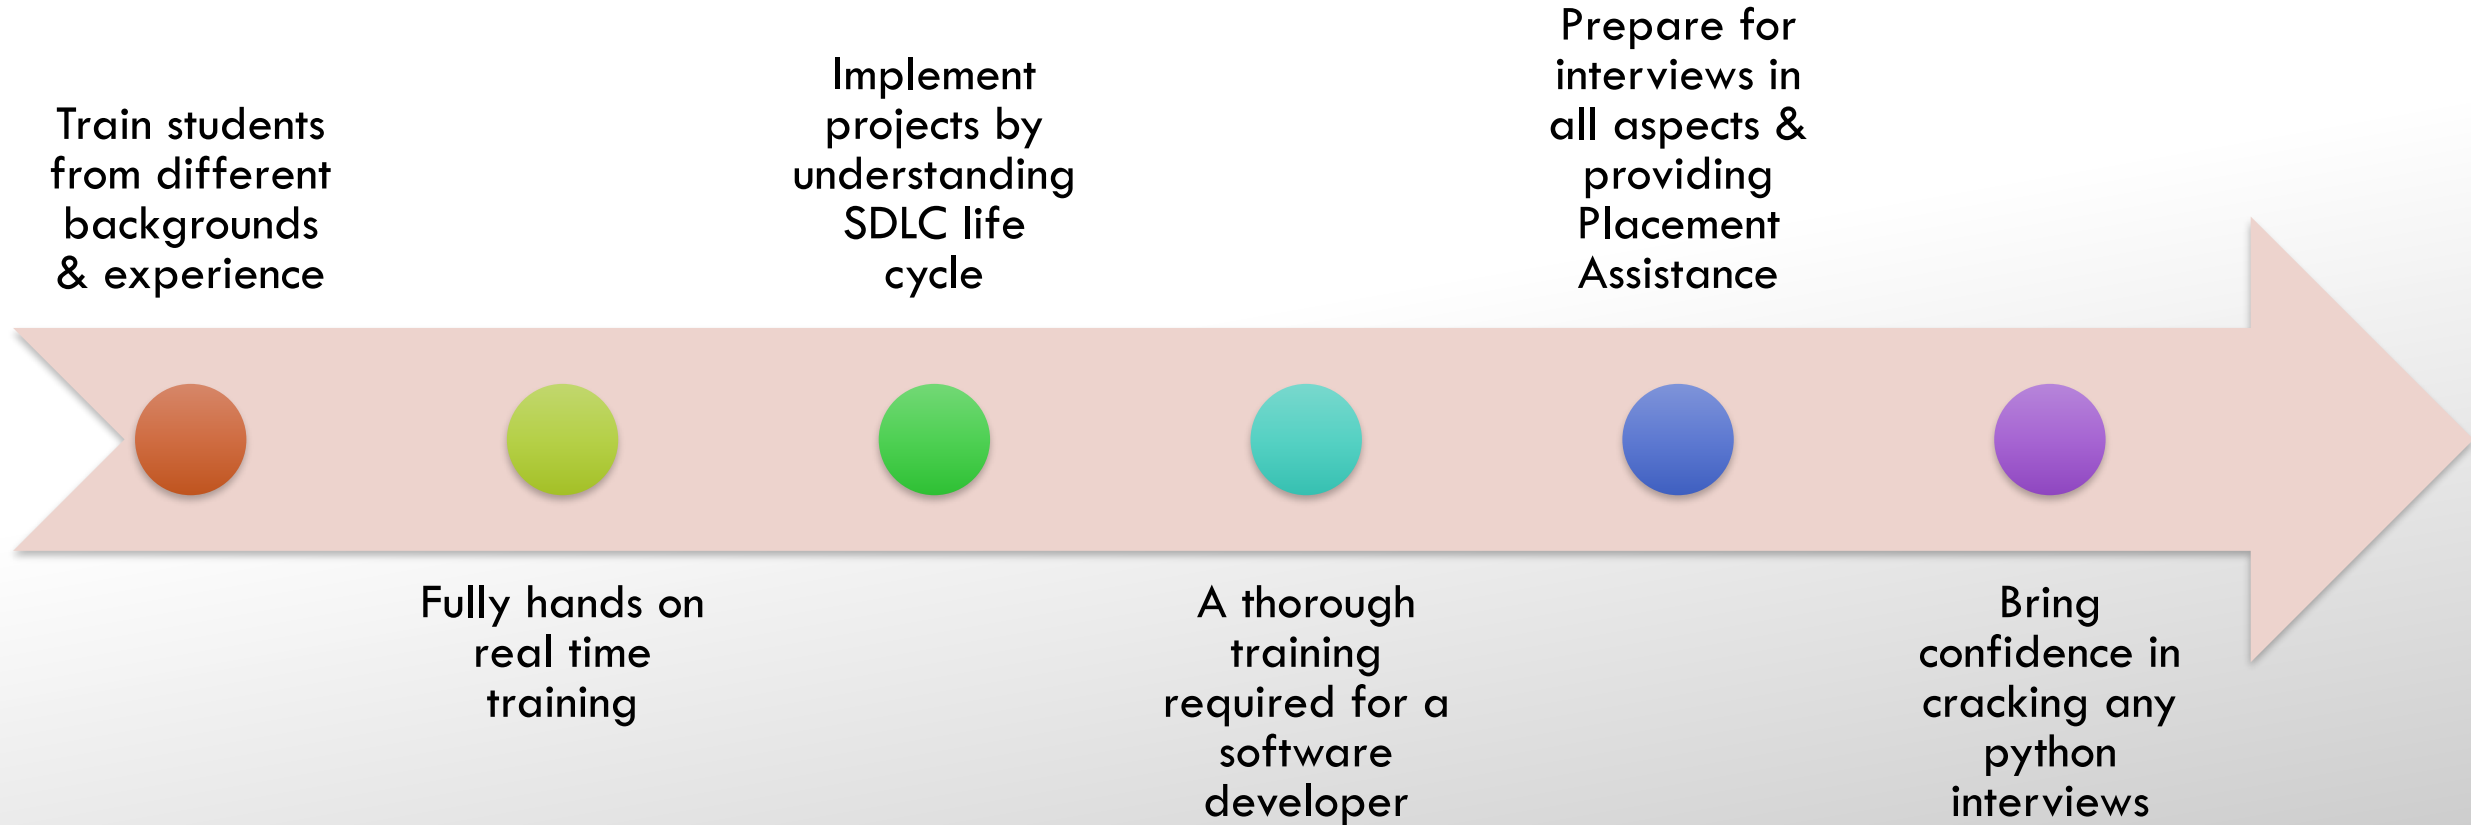 Train students
from different
backgrounds
& experience
Fully hands on
real time
training
Implement
projects by
understanding
SDLC life
cycle
A thorough
training
required for a
software
developer
Prepare for
interviews in
all aspects &
providing
Placement
Assistance
Bring
confidence in
cracking any
python
interviews